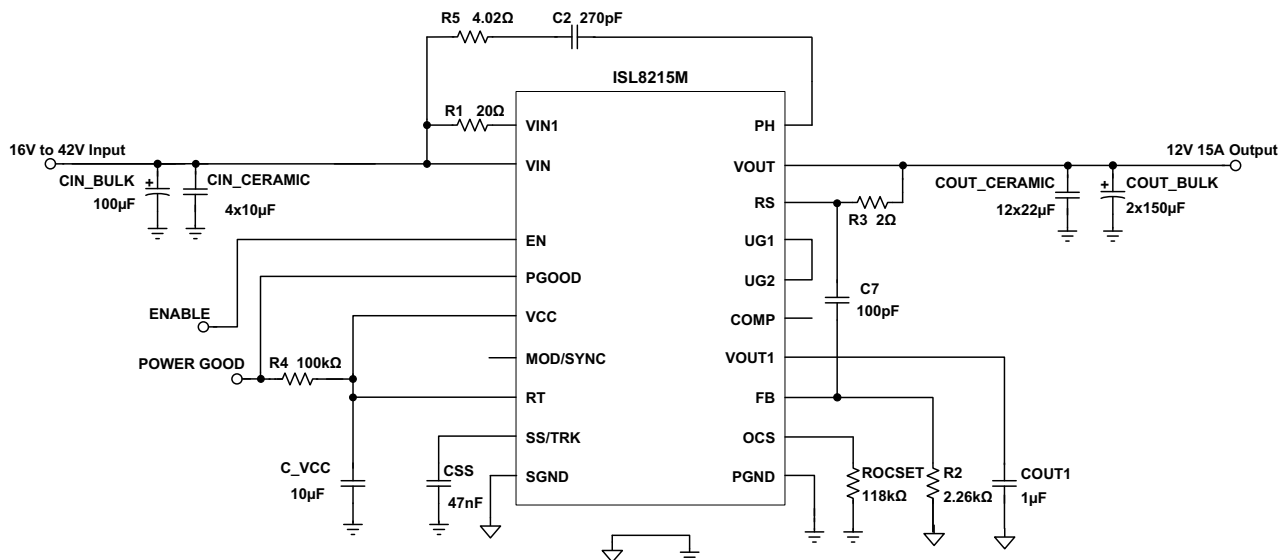 R5 4.02Ω
C2 270pF
ISL8215M
R1 20Ω
VIN1
PH
16V to 42V Input
VIN
VOUT
12V 15A Output
CIN_BULK
+
100µF
CIN_CERAMIC
4x10µF
RS
R3 2Ω
COUT_CERAMIC
12x22µF
+
COUT_BULK
2x150µF
EN
UG1
PGOOD
UG2
C7
100pF
ENABLE
VCC
COMP
POWER GOOD
R4 100kΩ
MOD/SYNC
VOUT1
RT
FB
SS/TRK
OCS
C_VCC
10µF
CSS
47nF
SGND
PGND
ROCSET
118kΩ
R2
2.26kΩ
COUT1
1µF